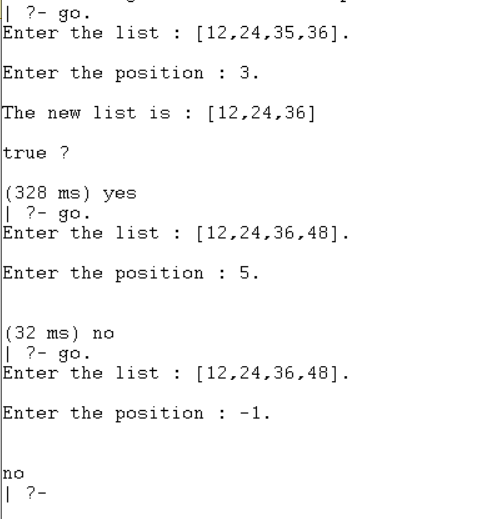 | ?- go.
Enter the list : [12,24,35,36].
Enter the position : 3.
The new list is : [12,24,36]
true ?
(328 ms) yes
| ?- go.
Enter the list : [12,24,36,48].
Enter the position : 5.
(32 ms) no
| ?- go.
Enter the list : [12,24,36,48].
Enter the position : -1.
no
| ?-